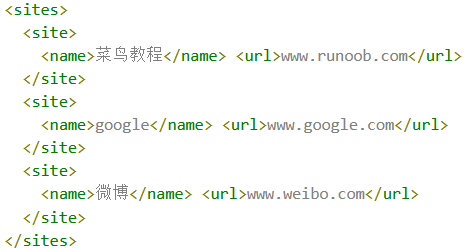 <sites>
  <site>
    <name>菜鸟教程</name> <url>www.runoob.com</url>
  </site>
  <site>
    <name>google</name> <url>www.google.com</url>
  </site>
  <site>
    <name>微博</name> <url>www.weibo.com</url>
  </site>
</sites>